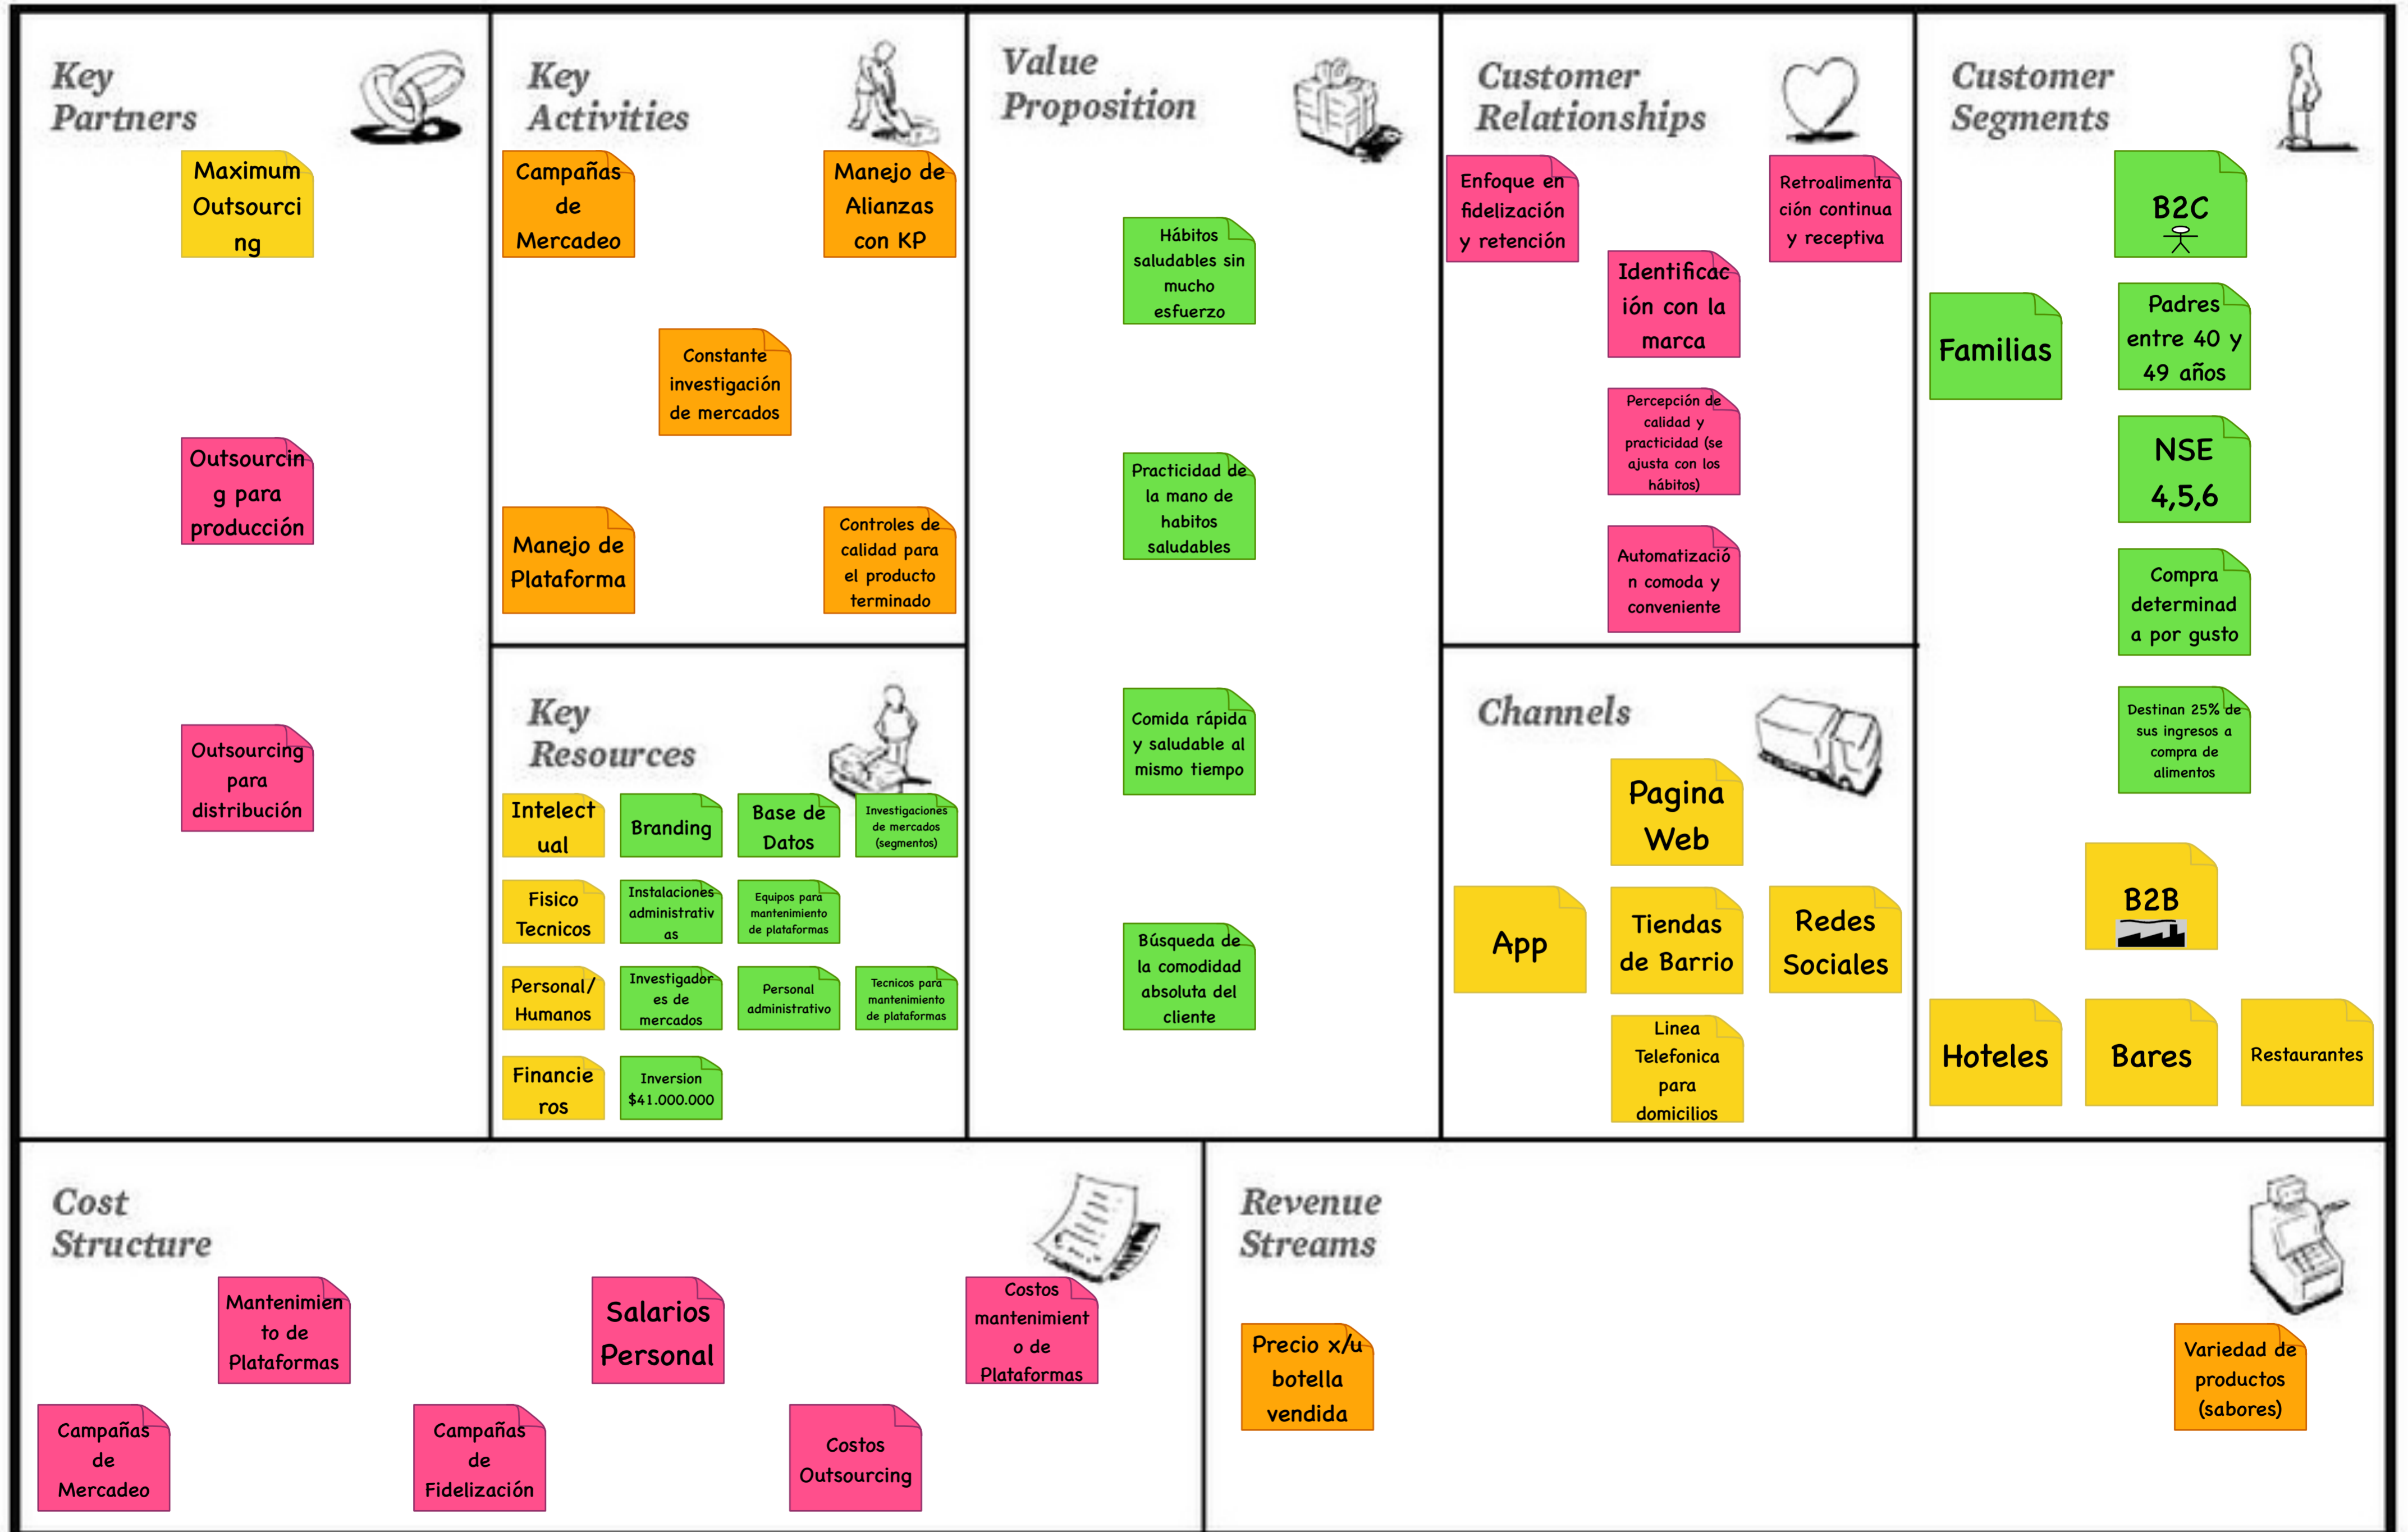 Key
Partners
Maximum
Outsourci
ng
Outsourcin
g para
producción
Outsourcing
para
distribución
Key
Activities
Campañas
de
Mercadeo
Manejo de
Alianzas
con KP
Constante
investigación
de mercados
Manejo de
Plataforma
Controles de
calidad para
el producto
terminado
Key
Resources
Intelect
ual
Branding
Base de
Datos
Investigaciones
de mercados
(segmentos)
Fisico
Tecnicos
Instalaciones
administrativ
as
Equipos para
mantenimiento
de plataformas
Personal/
Humanos
Investigador
es de
mercados
Personal
administrativo
Tecnicos para
mantenimiento
de plataformas
Financie
ros
Inversion
$41.000.000
Value
Proposition
Hábitos
saludables sin
mucho
esfuerzo
Practicidad de
la mano de
habitos
saludables
Comida rápida
y saludable al
mismo tiempo
Búsqueda de
la comodidad
absoluta del
cliente
Customer
Relationships
Enfoque en
fidelización
y retención
Retroalimenta
ción continua
y receptiva
Identificac
ión con la
marca
Percepción de
calidad y
practicidad (se
ajusta con los
hábitos)
Automatizació
n comoda y
conveniente
Channels
Pagina
Web
App
Tiendas
de Barrio
Redes
Sociales
Linea
Telefonica
para
domicilios
Customer
Segments
B2C
Familias
Padres
entre 40 y
49 años
NSE
4,5,6
Compra
determinad
a por gusto
Destinan 25% de
sus ingresos a
compra de
alimentos
B2B
Hoteles
Bares
Restaurantes
Cost
Structure
Mantenimien
to de
Plataformas
Salarios
Personal
Costos
mantenimient
o de
Plataformas
Campañas
de
Mercadeo
Campañas
de
Fidelización
Costos
Outsourcing
Revenue
Streams
Precio x/u
botella
vendida
Variedad de
productos
(sabores)